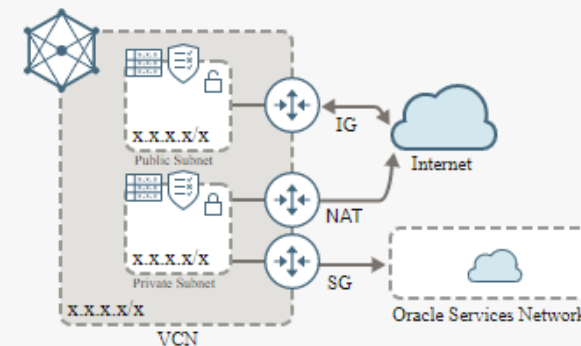 x.x.x.x/x
Public Subnet
IG
Internet
x.x.x.x/x
Private Subnet
NAT
SG
Oracle Services Network
x.x.x.x/x
VCN